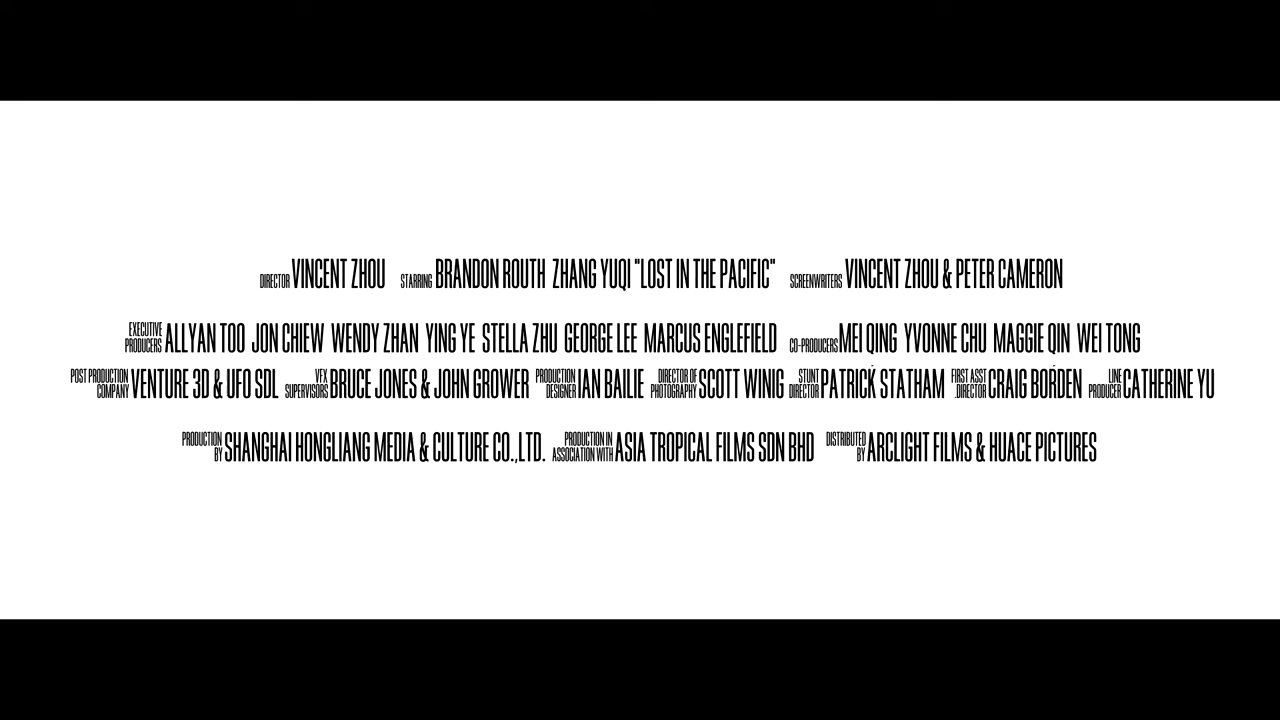 DIRECTOR VINCENT ZHOU STARRING BRANDON ROUTH ZHANG YUQI "LOST IN THE PACIFIC" SCREENWRITERS VINCENT ZHOU & PETER CAMERON
EXECUTIVE PRODUCERS ALLYAN TOO JON CHIEW WENDY ZHAN YING YE STELLA ZHU GEORGE LEE MARCUS ENGLEFIELD CO-PRODUCERS MEI QING YVONNE CHU MAGGIE QIN WEI TONG
POST PRODUCTION COMPANY VENTURE 3D & UFO SDL VFX SUPERVISORS BRUCE JONES & JOHN GROWER PRODUCTION DESIGNER IAN BAILIE DIRECTOR OF PHOTOGRAPHY SCOTT WINIG STUNT DIRECTOR PATRICK STATHAM FIRST ASST .DIRECTOR CRAIG BORDEN LINE PRODUCER CATHERINE YU
PRODUCTION BY SHANGHAI HONGLIANG MEDIA & CULTURE CO.,LTD. PRODUCTION IN ASSOCIATION WITH ASIA TROPICAL FILMS SDN BHD DISTRIBUTED BY ARCLIGHT FILMS & HUACE PICTURES